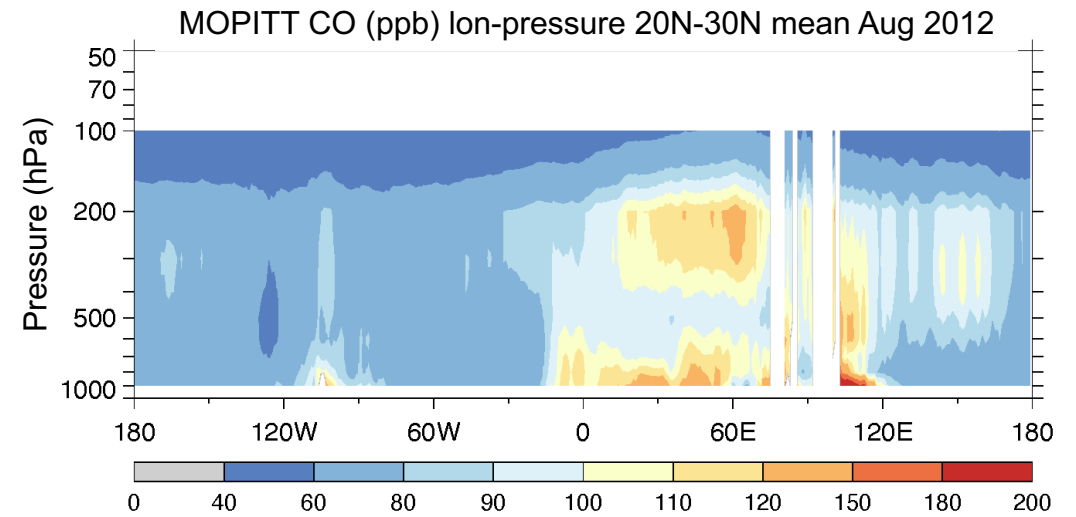 MOPITT CO (ppb) lon-pressure 20N-30N mean Aug 2012
Pressure (hPa)
50
70
100
200
500
1000
180 120W 60W 0 60E 120E 180
0 40 60 80 90 100 110 120 150 180 200